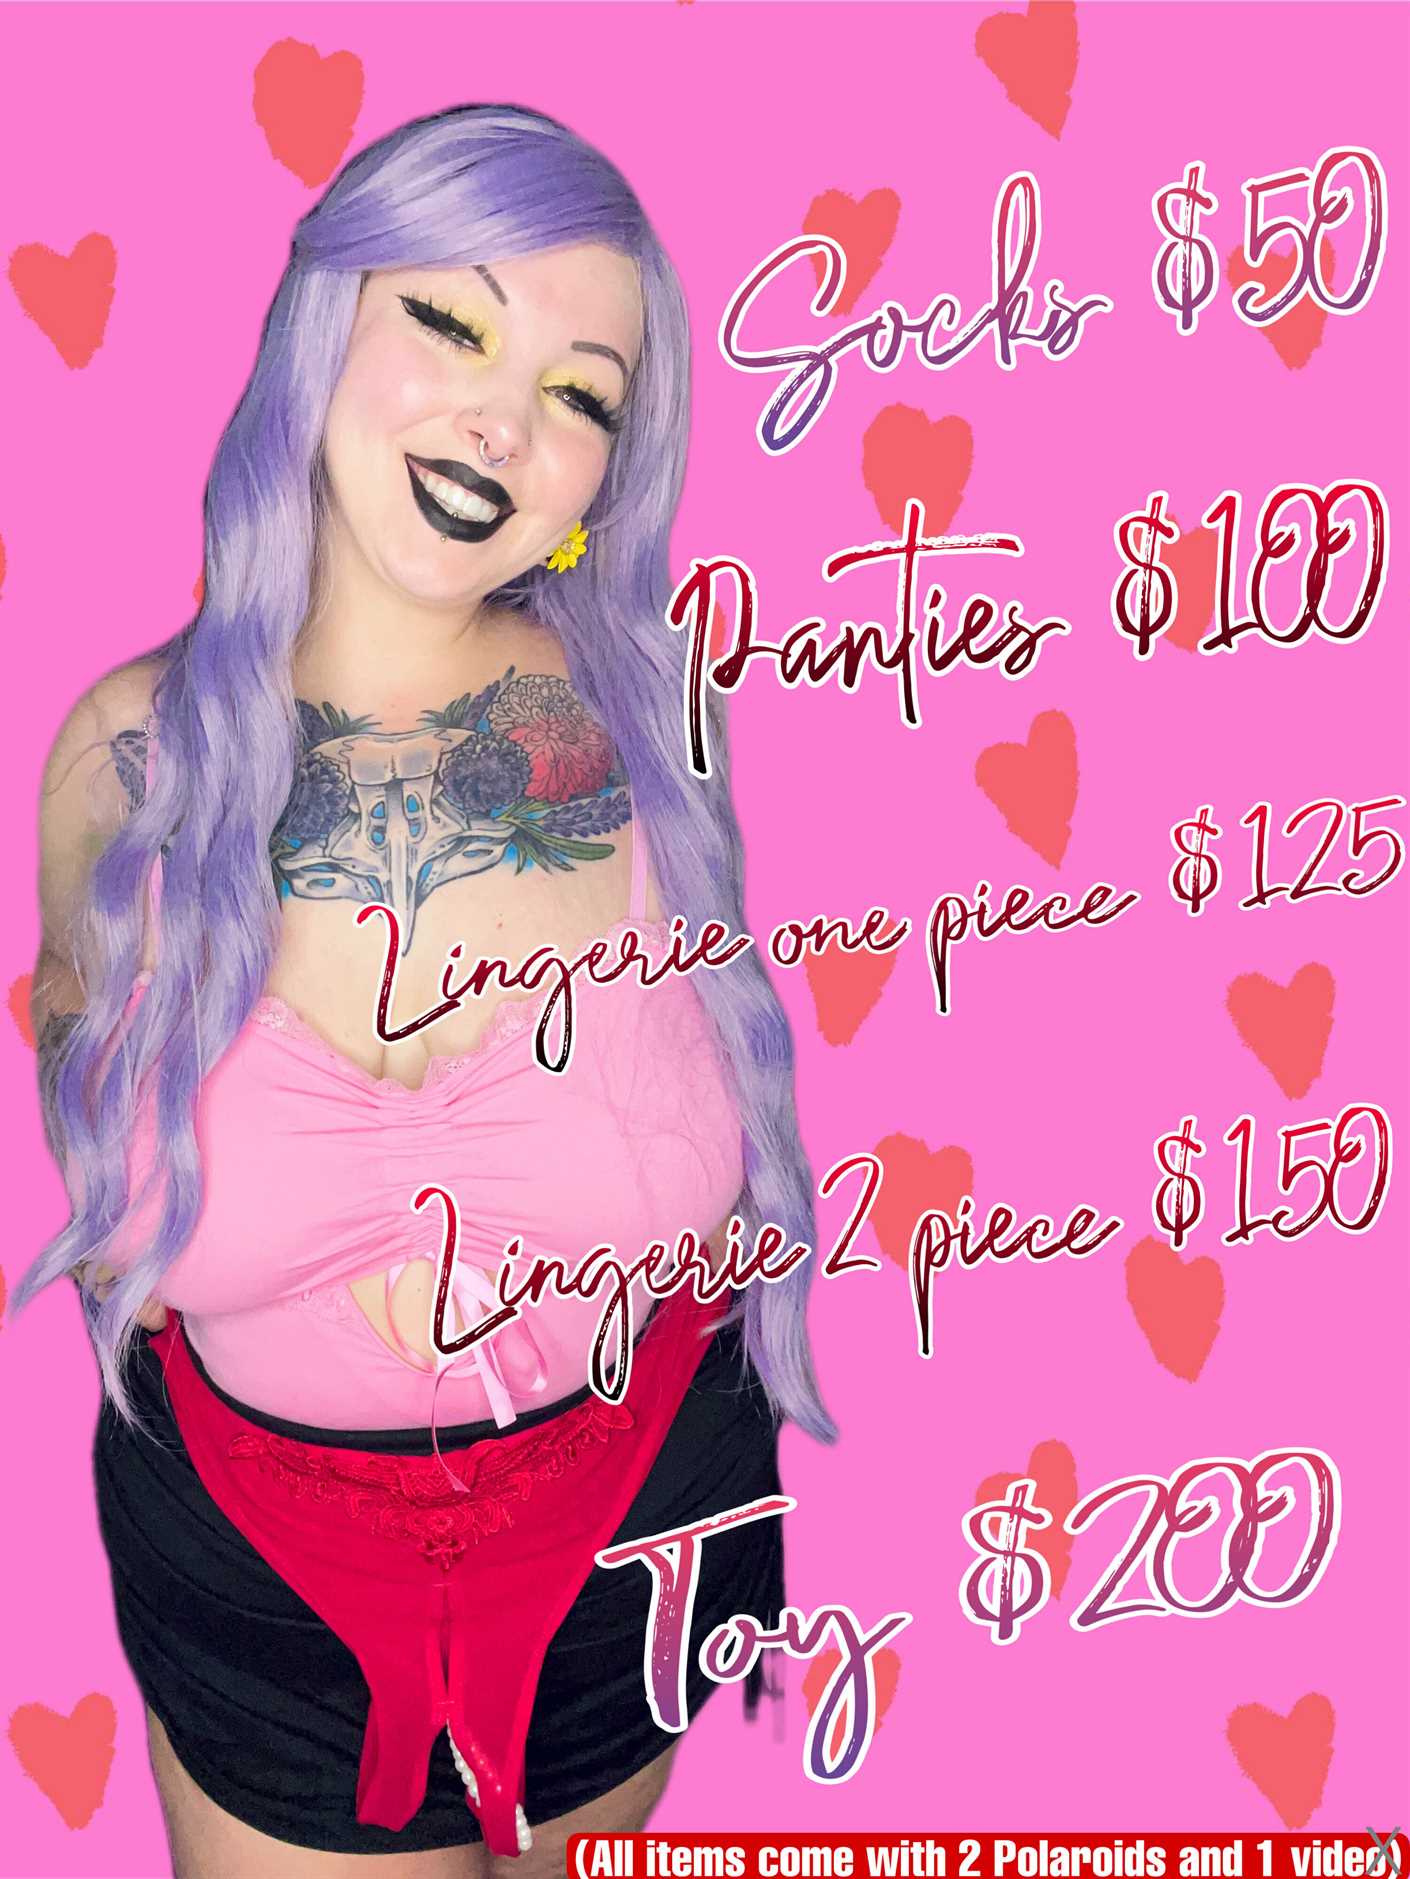 Socks $50
Panties $100
Lingerie one piece $125
Lingerie 2 piece $150
Toy $200
(All items come with 2 Polaroids and 1 video)
X